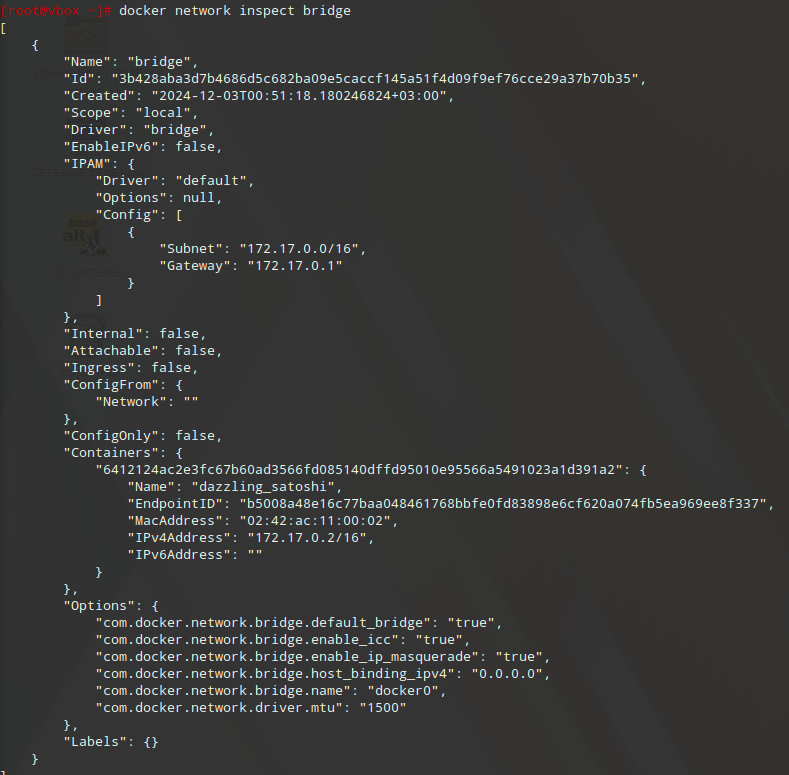 [root@vbox ~]# docker network inspect bridge
[
    {
        "Name": "bridge",
        "Id": "3b428aba3d7b4686d5c682ba09e5caccf145a51f4d09f9ef76cce29a37b70b35",
        "Created": "2024-12-03T00:51:18.180246824+03:00",
        "Scope": "local",
        "Driver": "bridge",
        "EnableIPv6": false,
        "IPAM": {
            "Driver": "default",
            "Options": null,
            "Config": [
                {
                    "Subnet": "172.17.0.0/16",
                    "Gateway": "172.17.0.1"
                }
            ]
        },
        "Internal": false,
        "Attachable": false,
        "Ingress": false,
        "ConfigFrom": {
            "Network": ""
        },
        "ConfigOnly": false,
        "Containers": {
            "6412124ac2e3fc67b60ad3566fd085140dffd95010e95566a5491023a1d391a2": {
                "Name": "dazzling_satoshi",
                "EndpointID": "b5008a48e16c77baa048461768bbfe0fd83898e6cf620a074fb5ea969ee8f337",
                "MacAddress": "02:42:ac:11:00:02",
                "IPv4Address": "172.17.0.2/16",
                "IPv6Address": ""
            }
        },
        "Options": {
            "com.docker.network.bridge.default_bridge": "true",
            "com.docker.network.bridge.enable_icc": "true",
            "com.docker.network.bridge.enable_ip_masquerade": "true",
            "com.docker.network.bridge.host_binding_ipv4": "0.0.0.0",
            "com.docker.network.bridge.name": "docker0",
            "com.docker.network.driver.mtu": "1500"
        },
        "Labels": {}
    }
]
base
alt